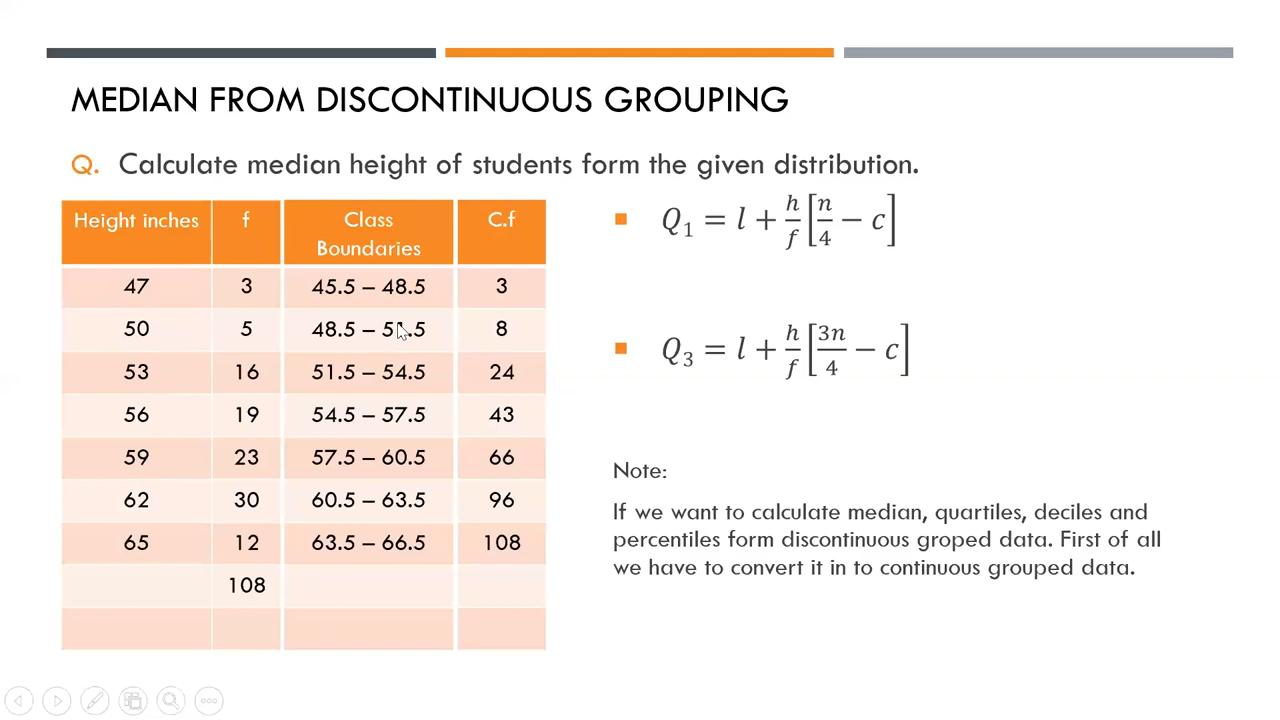 MEDIAN FROM DISCONTINUOUS GROUPING
Q. Calculate median height of students form the given distribution.
Height inches f Class Boundaries C.f
47 3 45.5 – 48.5 3
50 5 48.5 – 51.5 8
53 16 51.5 – 54.5 24
56 19 54.5 – 57.5 43
59 23 57.5 – 60.5 66
62 30 60.5 – 63.5 96
65 12 63.5 – 66.5 108
108
Q₁ = l + h/f [n/4 − c]
Q₃ = l + h/f [3n/4 − c]
Note:
If we want to calculate median, quartiles, deciles and
percentiles form discontinuous groped data. First of all
we have to convert it in to continuous grouped data.